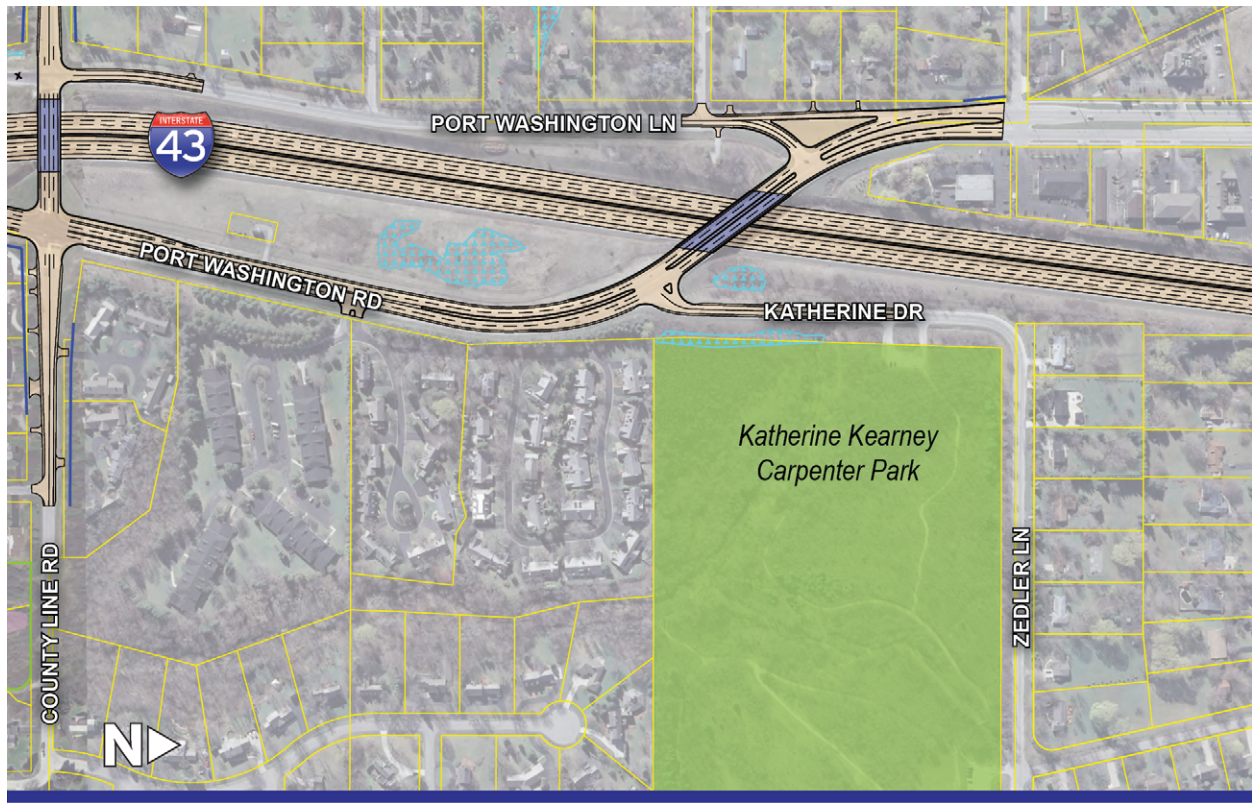 INTERSTATE
43
PORT WASHINGTON LN
PORT WASHINGTON RD
KATHERINE DR
Katherine Kearney
Carpenter Park
COUNTY LINE RD
ZEDLER LN
N